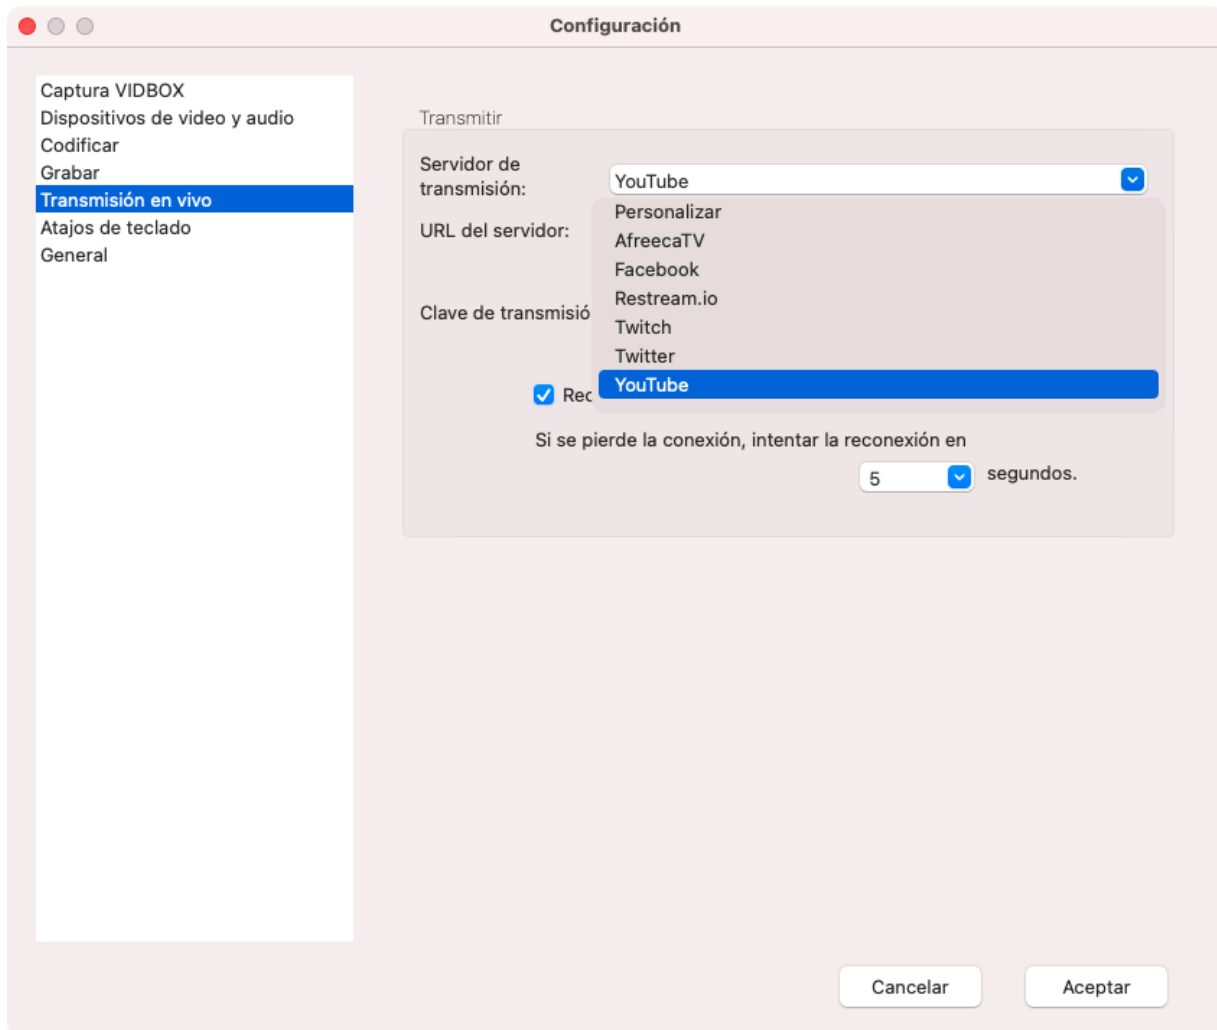 Configuración
Captura VIDBOX
Dispositivos de video y audio
Codificar
Grabar
Transmisión en vivo
Atajos de teclado
General
Transmitir
Servidor de
transmisión:
YouTube
Personalizar
AfreecaTV
Facebook
Restream.io
Twitch
Twitter
YouTube
URL del servidor:
Clave de transmisió
Rec
Si se pierde la conexión, intentar la reconexión en
5 segundos.
Cancelar
Aceptar